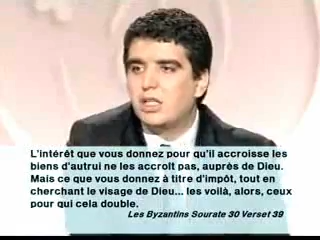 L'intérêt que vous donnez pour qu'il accroisse les
biens d'autrui ne les accroît pas, auprès de Dieu.
Mais ce que vous donnez à titre d'impôt, tout en
cherchant le visage de Dieu... les voilà, alors, ceux
pour qui cela double.
Les Byzantins Sourate 30 Verset 39